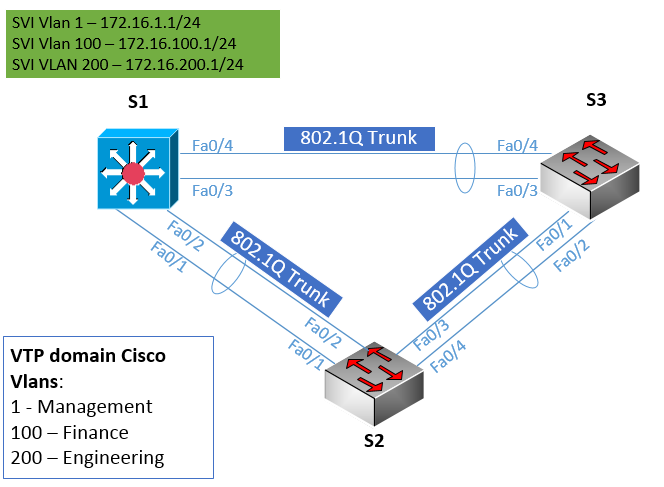 SVI Vlan 1 – 172.16.1.1/24
SVI Vlan 100 – 172.16.100.1/24
SVI VLAN 200 – 172.16.200.1/24
S1
S3
Fa0/4
802.1Q Trunk
Fa0/4
Fa0/3
Fa0/3
Fa0/2
Fa0/1
802.1Q Trunk
802.1Q Trunk
Fa0/1
Fa0/2
Fa0/2
Fa0/1
Fa0/3
Fa0/4
S2
VTP domain Cisco
Vlans:
1 - Management
100 – Finance
200 – Engineering